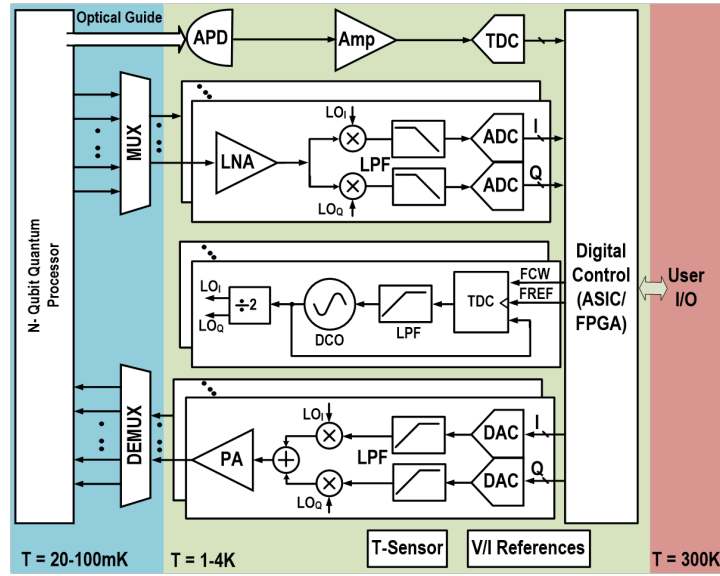 Optical Guide
APD
Amp
TDC
N- Qubit Quantum
Processor
MUX
LNA
LOI
LOQ
LPF
ADC
ADC
I
Q
Digital
Control
(ASIC/
FPGA)
User
I/O
LOI
LOQ
÷2
DCO
LPF
TDC
FCW
FREF
DEMUX
PA
LOI
LOQ
LPF
DAC
DAC
I
Q
T-Sensor
V/I References
T = 20-100mK
T = 1-4K
T = 300K